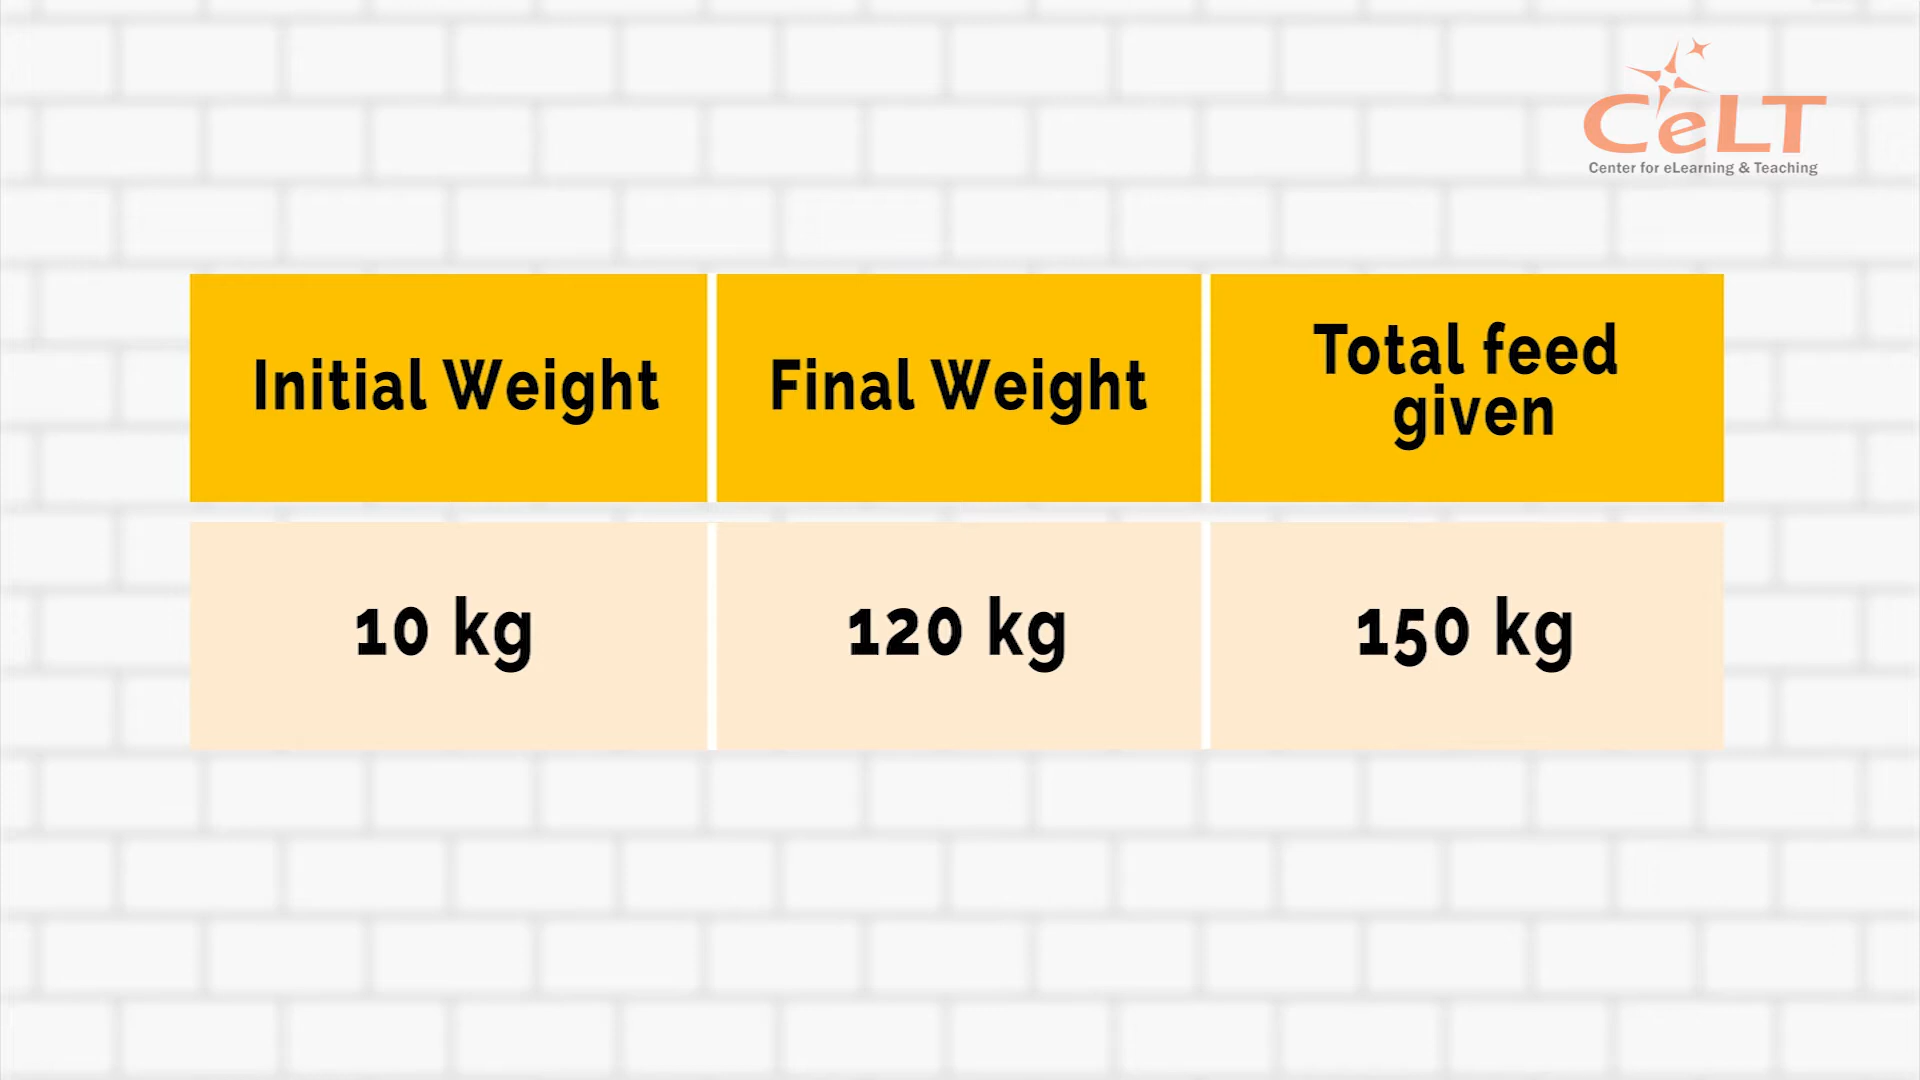 CeLT
Center for eLearning & Teaching
Initial Weight
Final Weight
Total feed
given
10 kg
120 kg
150 kg